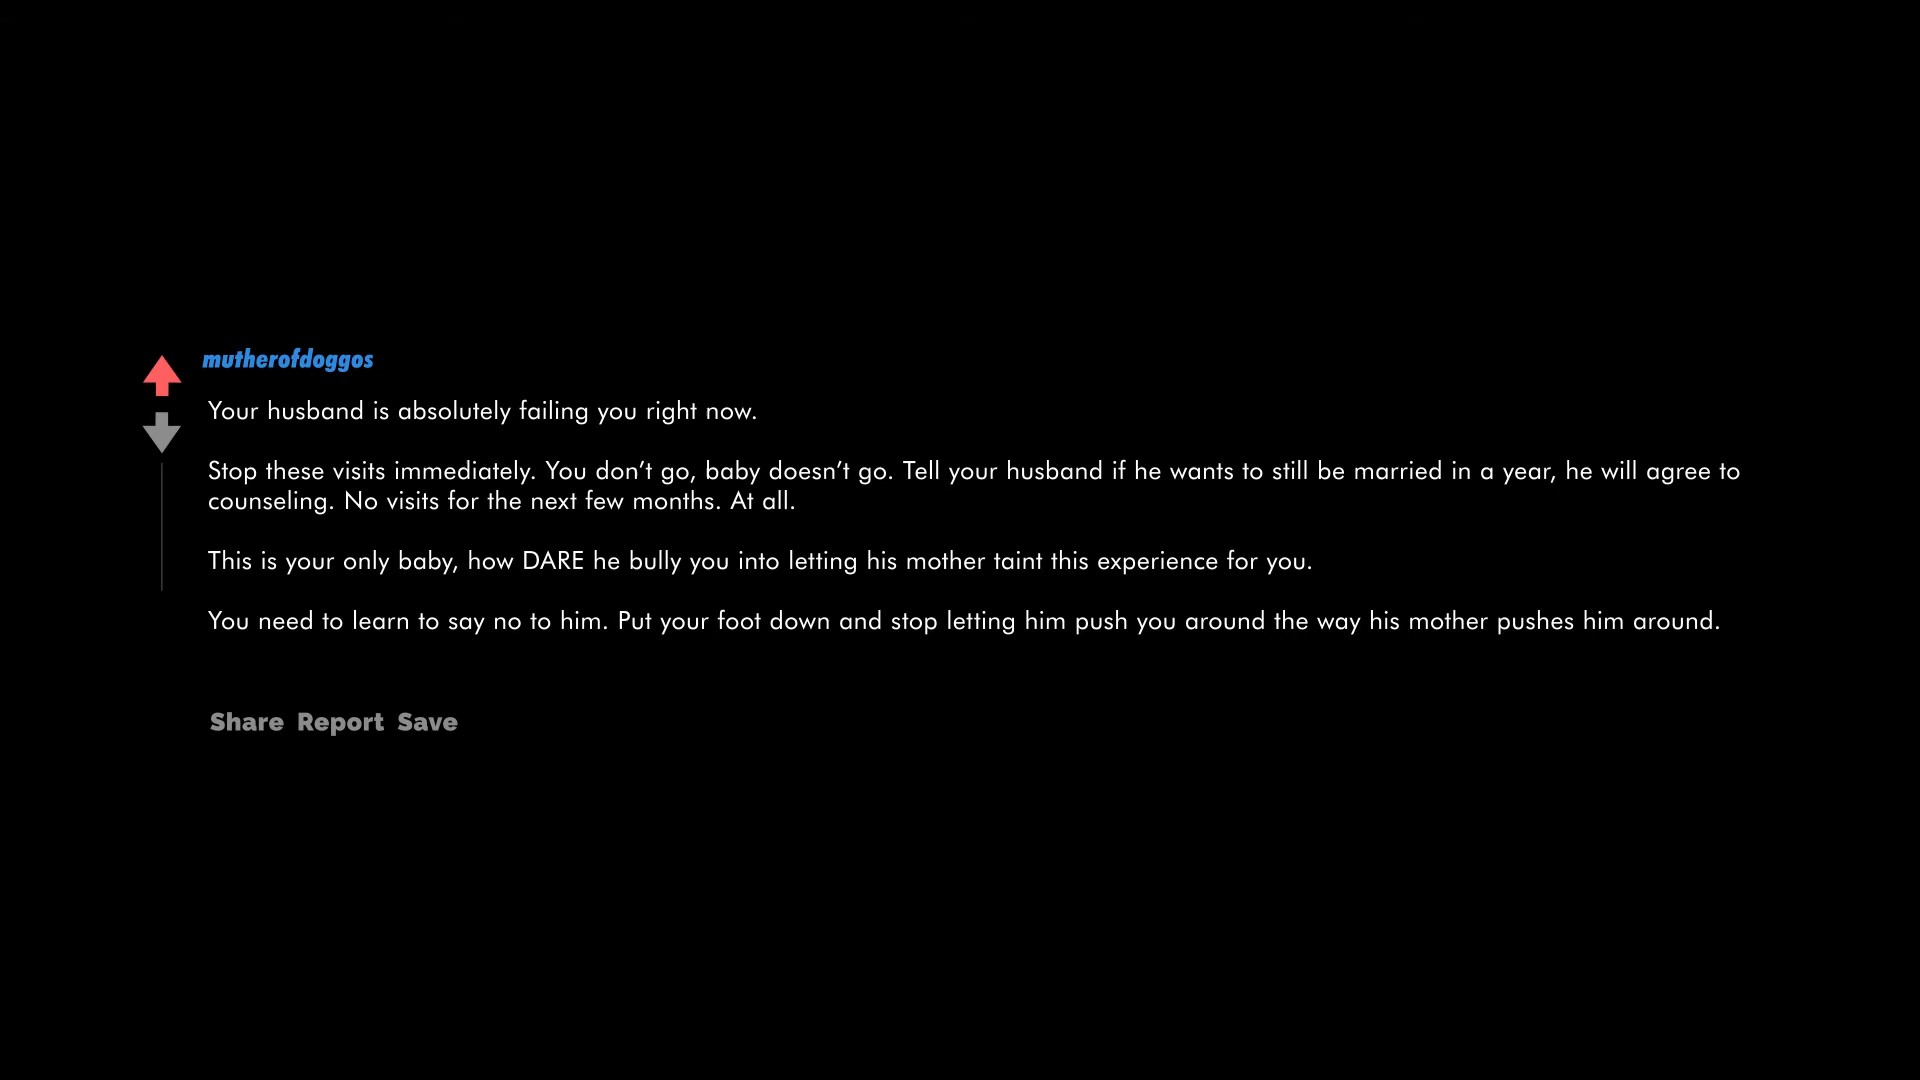 mutherofdoggos
Your husband is absolutely failing you right now.
Stop these visits immediately. You don’t go, baby doesn’t go. Tell your husband if he wants to still be married in a year, he will agree to
counseling. No visits for the next few months. At all.
This is your only baby, how DARE he bully you into letting his mother taint this experience for you.
You need to learn to say no to him. Put your foot down and stop letting him push you around the way his mother pushes him around.
Share Report Save